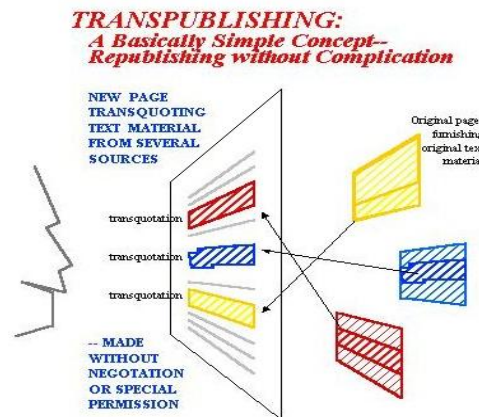 TRANSPUBLISHING:
A Basically Simple Concept--
Republishing without Complication
NEW PAGE
TRANSQUOTING
TEXT MATERIAL
FROM SEVERAL
SOURCES
Original page
furnishing
original tex
materia
transquotation
transquotation
transquotation
-- MADE
WITHOUT
NEGOTATION
OR SPECIAL
PERMISSION